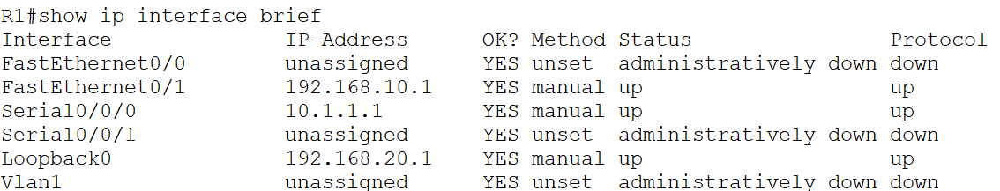 R1#show ip interface brief
Interface IP-Address OK? Method Status Protocol
FastEthernet0/0 unassigned YES unset administratively down down
FastEthernet0/1 192.168.10.1 YES manual up up
Serial0/0/0 10.1.1.1 YES manual up up
Serial0/0/1 unassigned YES unset administratively down down
Loopback0 192.168.20.1 YES manual up up
Vlan1 unassigned YES unset administratively down down